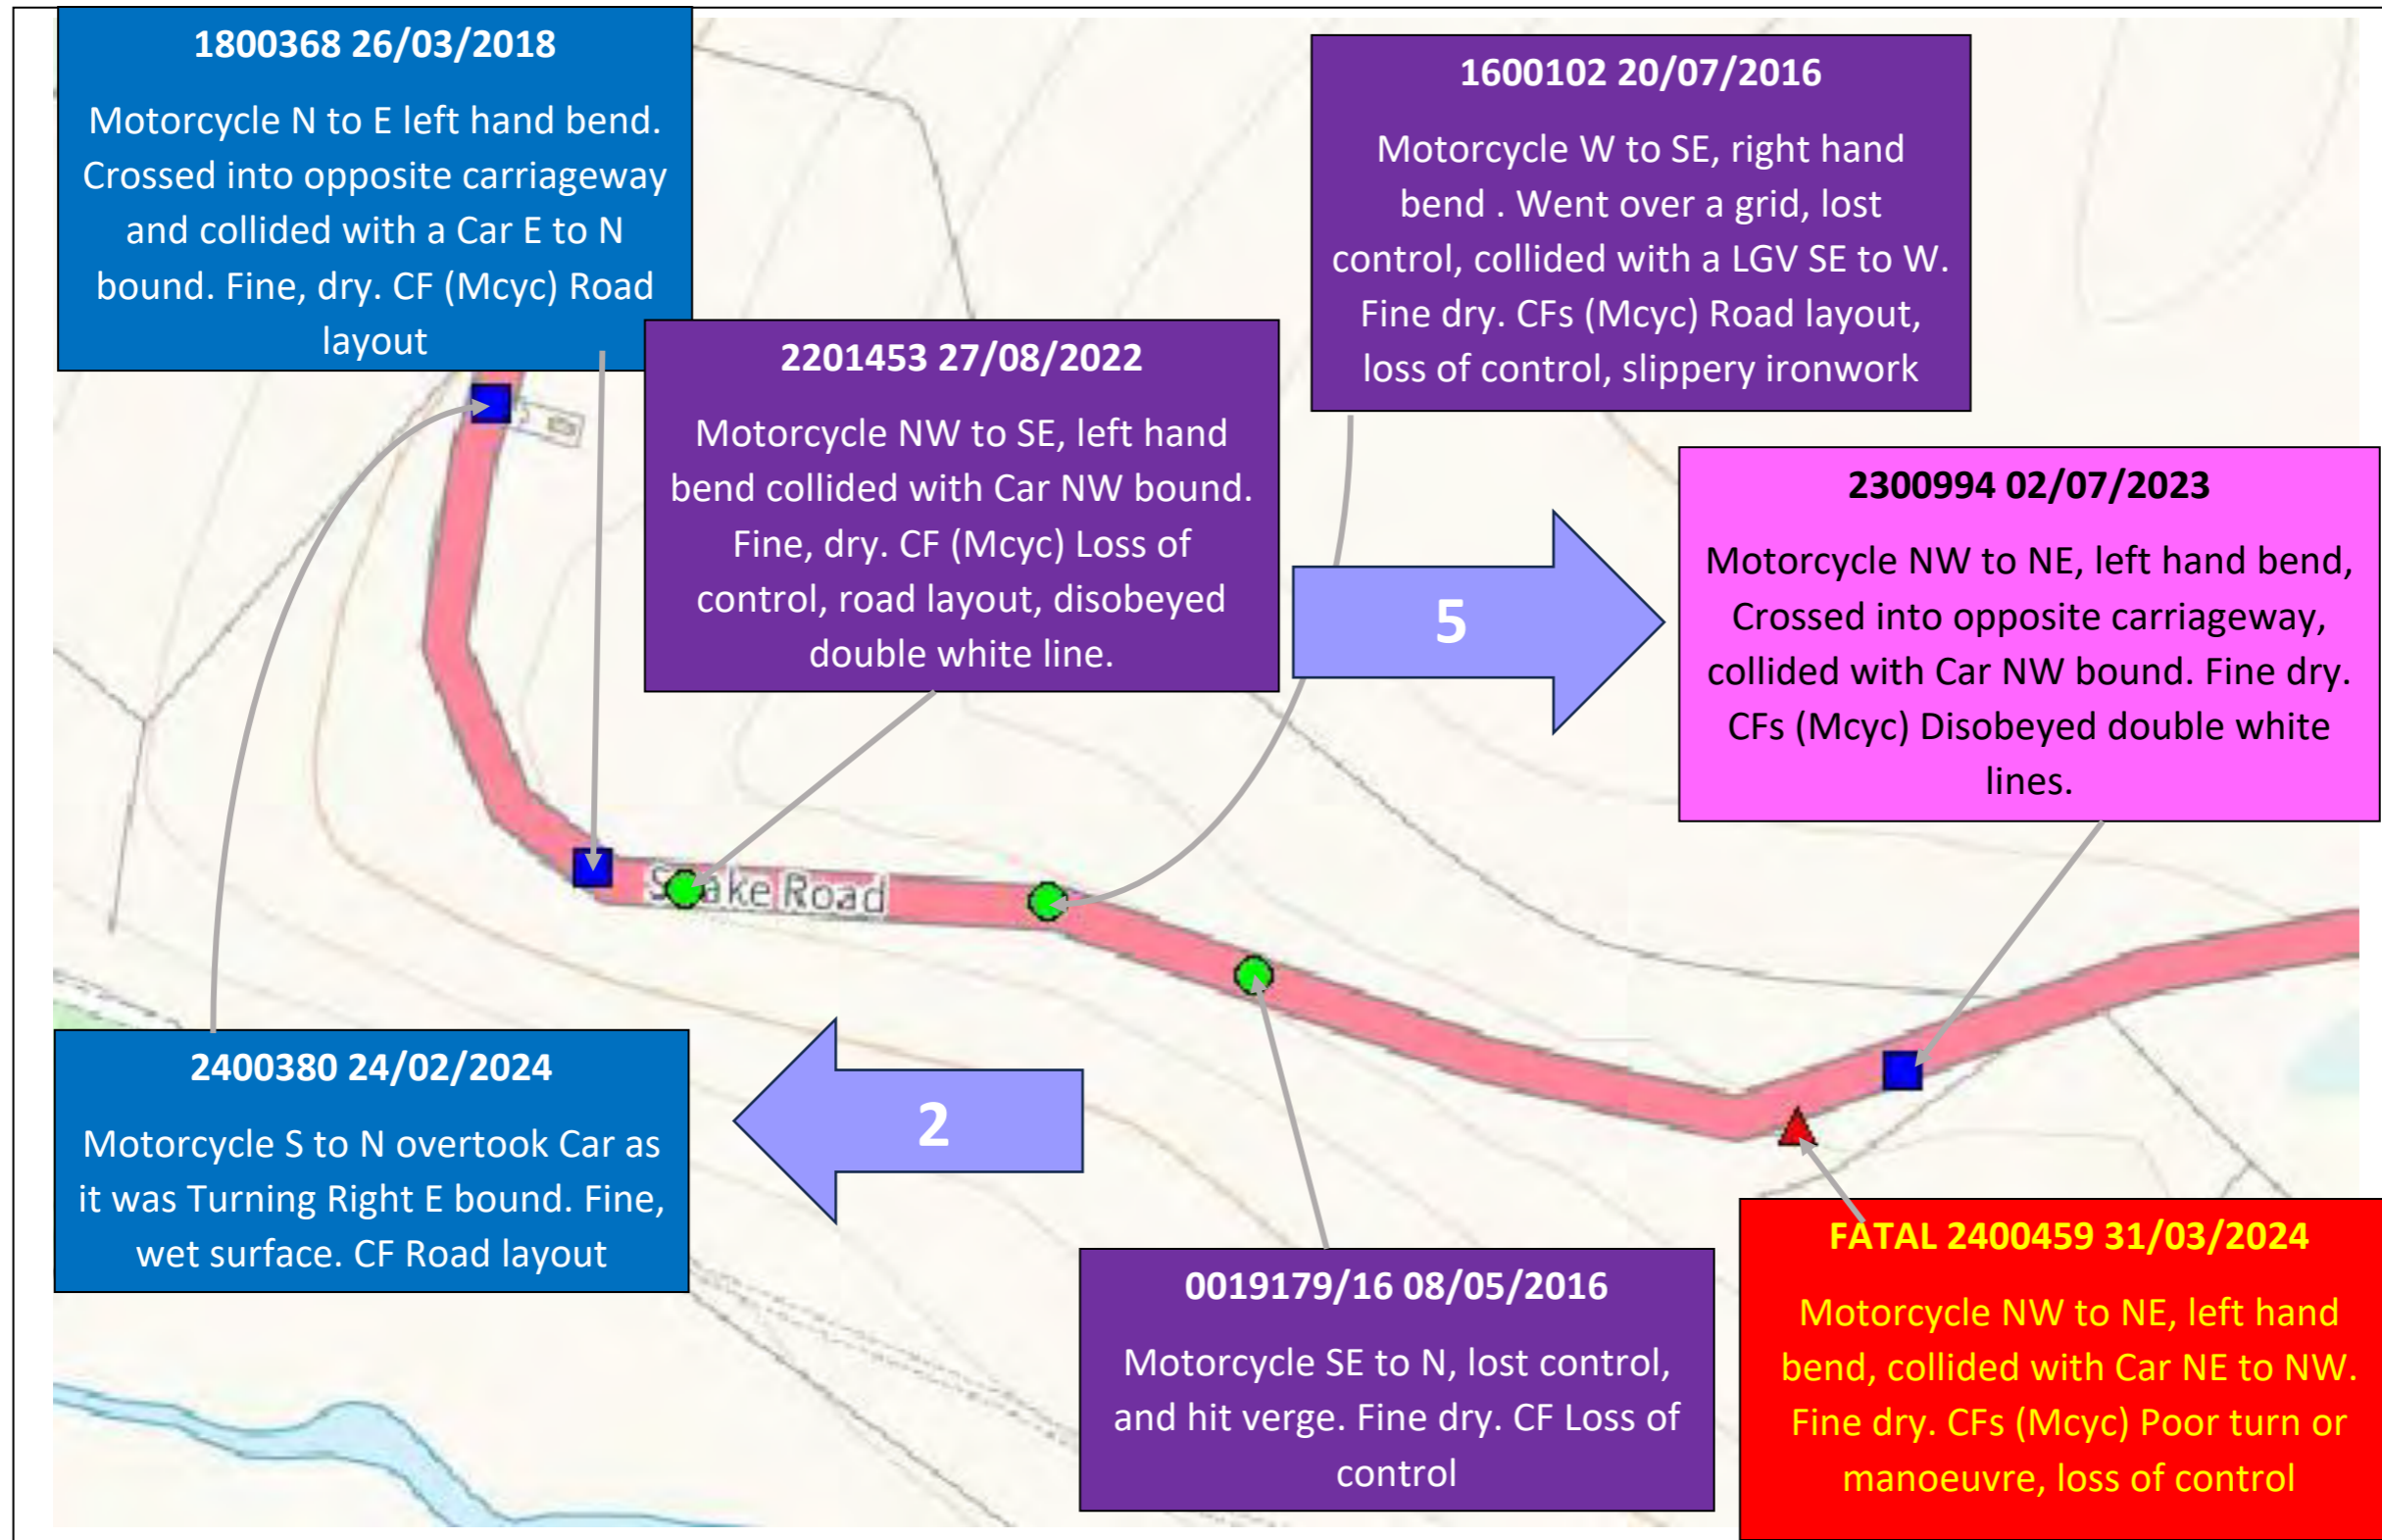 1800368 26/03/2018
Motorcycle N to E left hand bend.
Crossed into opposite carriageway
and collided with a Car E to N
bound. Fine, dry. CF (Mcyc) Road
layout
1600102 20/07/2016
Motorcycle W to SE, right hand
bend . Went over a grid, lost
control, collided with a LGV SE to W.
Fine dry. CFs (Mcyc) Road layout,
loss of control, slippery ironwork
2201453 27/08/2022
Motorcycle NW to SE, left hand
bend collided with Car NW bound.
Fine, dry. CF (Mcyc) Loss of
control, road layout, disobeyed
double white line.
5
2300994 02/07/2023
Motorcycle NW to NE, left hand bend,
Crossed into opposite carriageway,
collided with Car NW bound. Fine dry.
CFs (Mcyc) Disobeyed double white
lines.
Snake Road
2400380 24/02/2024
Motorcycle S to N overtook Car as
it was Turning Right E bound. Fine,
wet surface. CF Road layout
2
0019179/16 08/05/2016
Motorcycle SE to N, lost control,
and hit verge. Fine dry. CF Loss of
control
FATAL 2400459 31/03/2024
Motorcycle NW to NE, left hand
bend, collided with Car NE to NW.
Fine dry. CFs (Mcyc) Poor turn or
manoeuvre, loss of control